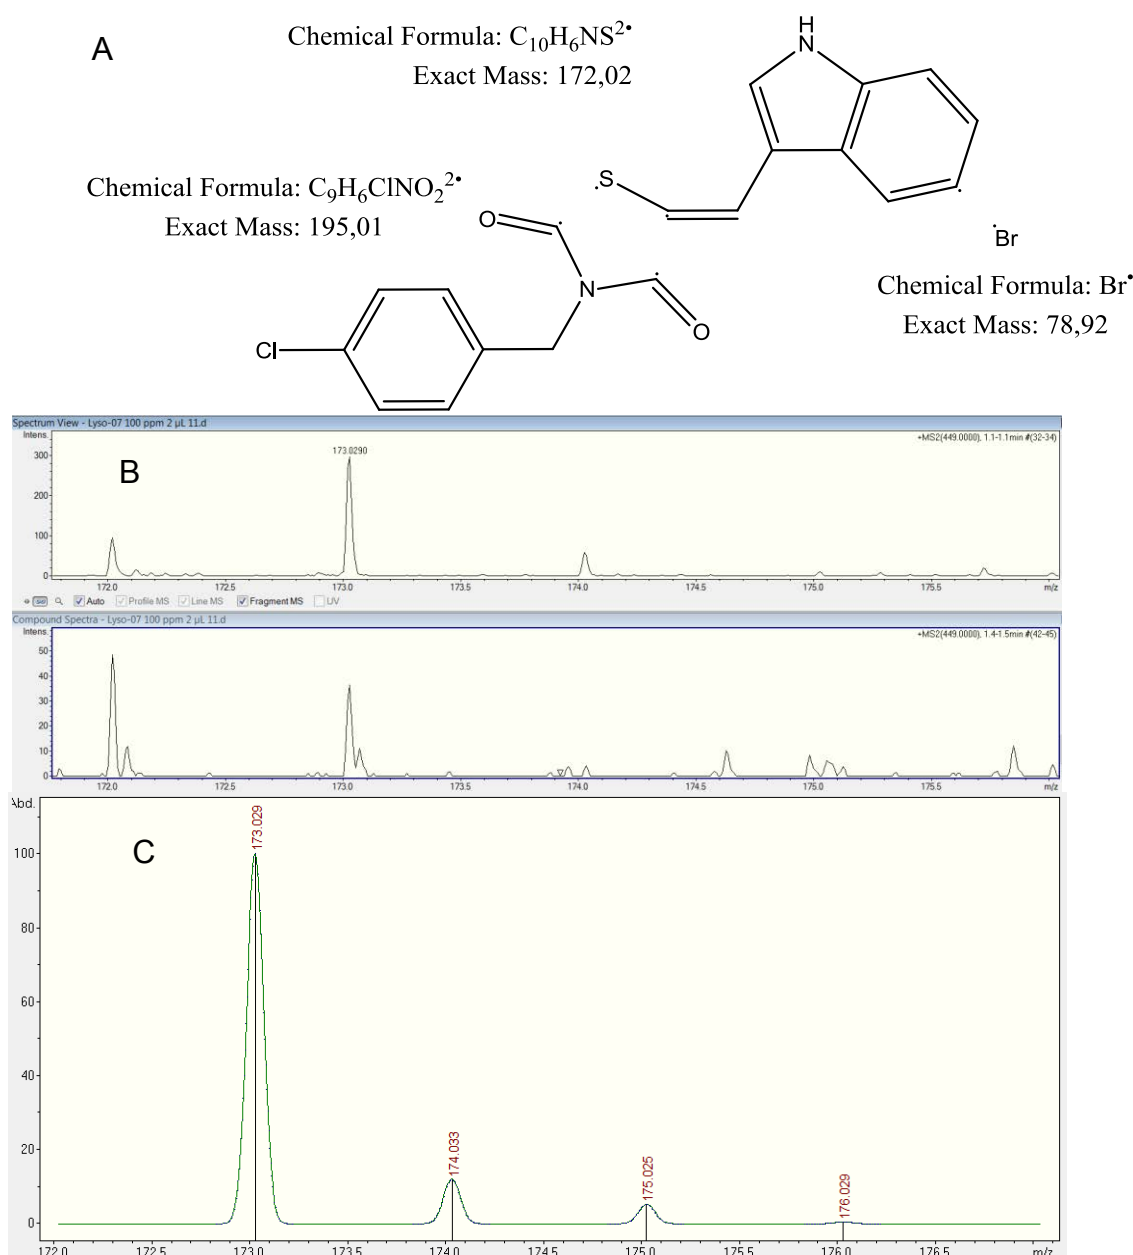 A
Chemical Formula: C₁₀H₆NS²•
Exact Mass: 172,02
H
N
Chemical Formula: C₉H₆ClNO₂²•
Exact Mass: 195,01
·S
O
·Br
N
Chemical Formula: Br•
Exact Mass: 78,92
O
Cl
Spectrum View - Lyso-07 100 ppm 2 µL 11.d
Intens.
+MS2(449.0000), 1.1-1.1min #(32-34)
B
173.0290
300
200
100
0
172.0 172.5 173.0 173.5 174.0 174.5 175.0 175.5 m/z
Auto Profile MS Line MS Fragment MS UV
Compound Spectra - Lyso-07 100 ppm 2 µL 11.d
Intens.
+MS2(449.0000), 1.4-1.5min #(42-45)
50
40
30
20
10
0
172.0 172.5 173.0 173.5 174.0 174.5 175.0 175.5 m/z
Abd.
C
173.029
174.033
175.025
176.029
100
80
60
40
20
0
172.0 172.5 173.0 173.5 174.0 174.5 175.0 175.5 176.0 176.5 m/z